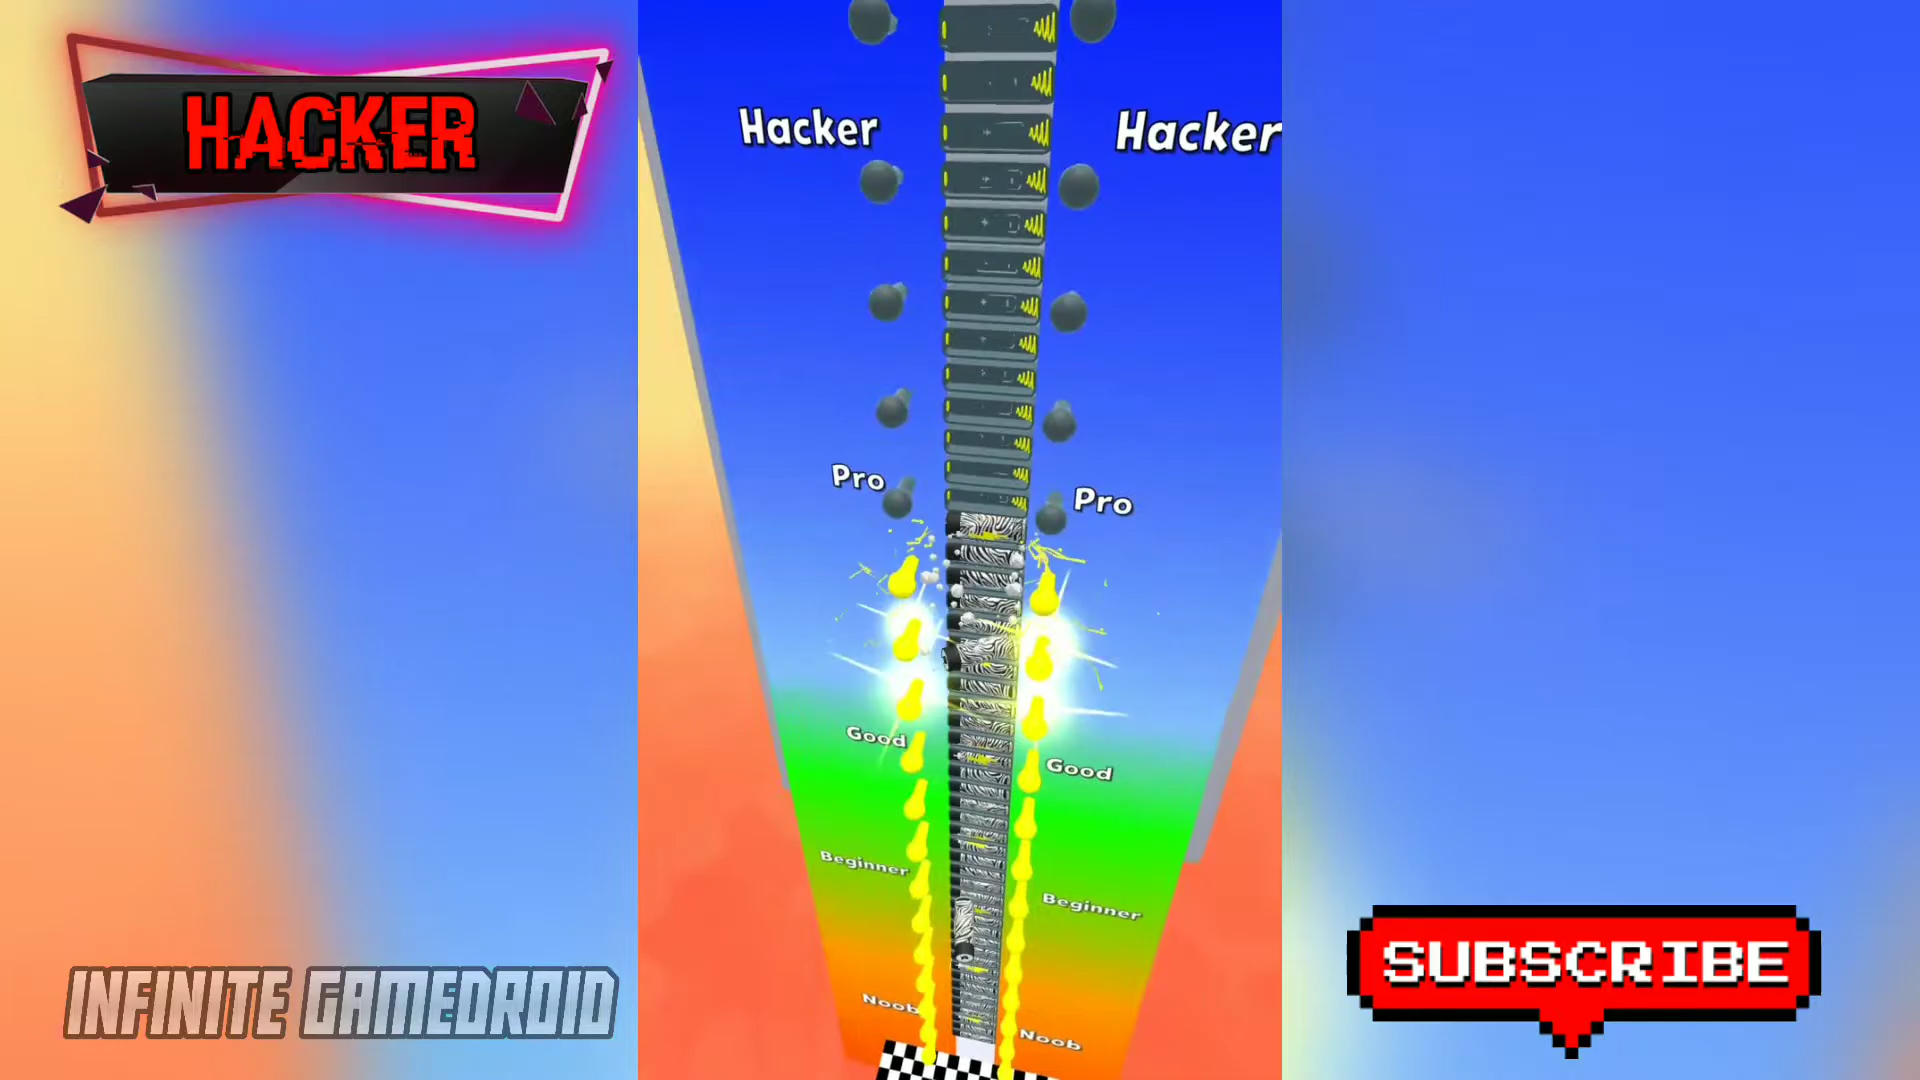 HACKER
Hacker Hacker
Pro Pro
Good Good
Beginner Beginner
Noob Noob
INFINITE GAMEDROID
SUBSCRIBE